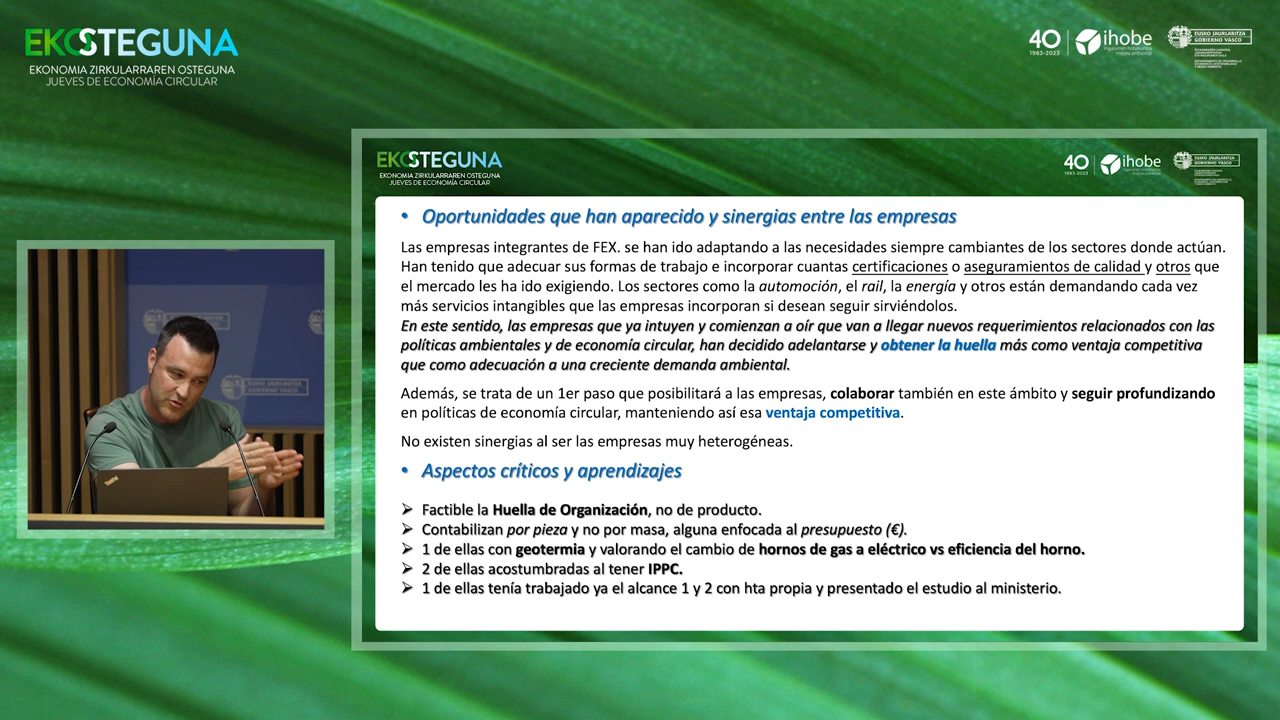 EKOSTEGUNA
EKONOMIA ZIRKULARRAREN OSTEGUNA
JUEVES DE ECONOMÍA CIRCULAR
40
1983-2023
ihobe
EUSKO JAURLARITZA
GOBIERNO VASCO
EKOSTEGUNA
EKONOMIA ZIRKULARRAREN OSTEGUNA
JUEVES DE ECONOMÍA CIRCULAR
40
1983-2023
ihobe
EUSKO JAURLARITZA
GOBIERNO VASCO
• Oportunidades que han aparecido y sinergias entre las empresas
Las empresas integrantes de FEX. se han ido adaptando a las necesidades siempre cambiantes de los sectores donde actúan.
Han tenido que adecuar sus formas de trabajo e incorporar cuantas certificaciones o aseguramientos de calidad y otros que
el mercado les ha ido exigiendo. Los sectores como la automoción, el rail, la energía y otros están demandando cada vez
más servicios intangibles que las empresas incorporan si desean seguir sirviéndolos.
En este sentido, las empresas que ya intuyen y comienzan a oír que van a llegar nuevos requerimientos relacionados con las
políticas ambientales y de economía circular, han decidido adelantarse y obtener la huella más como ventaja competitiva
que como adecuación a una creciente demanda ambiental.
Además, se trata de un 1er paso que posibilitará a las empresas, colaborar también en este ámbito y seguir profundizando
en políticas de economía circular, manteniendo así esa ventaja competitiva.
No existen sinergias al ser las empresas muy heterogéneas.
• Aspectos críticos y aprendizajes
➢ Factible la Huella de Organización, no de producto.
➢ Contabilizan por pieza y no por masa, alguna enfocada al presupuesto (€).
➢ 1 de ellas con geotermia y valorando el cambio de hornos de gas a eléctrico vs eficiencia del horno.
➢ 2 de ellas acostumbradas al tener IPPC.
➢ 1 de ellas tenía trabajado ya el alcance 1 y 2 con hta propia y presentado el estudio al ministerio.